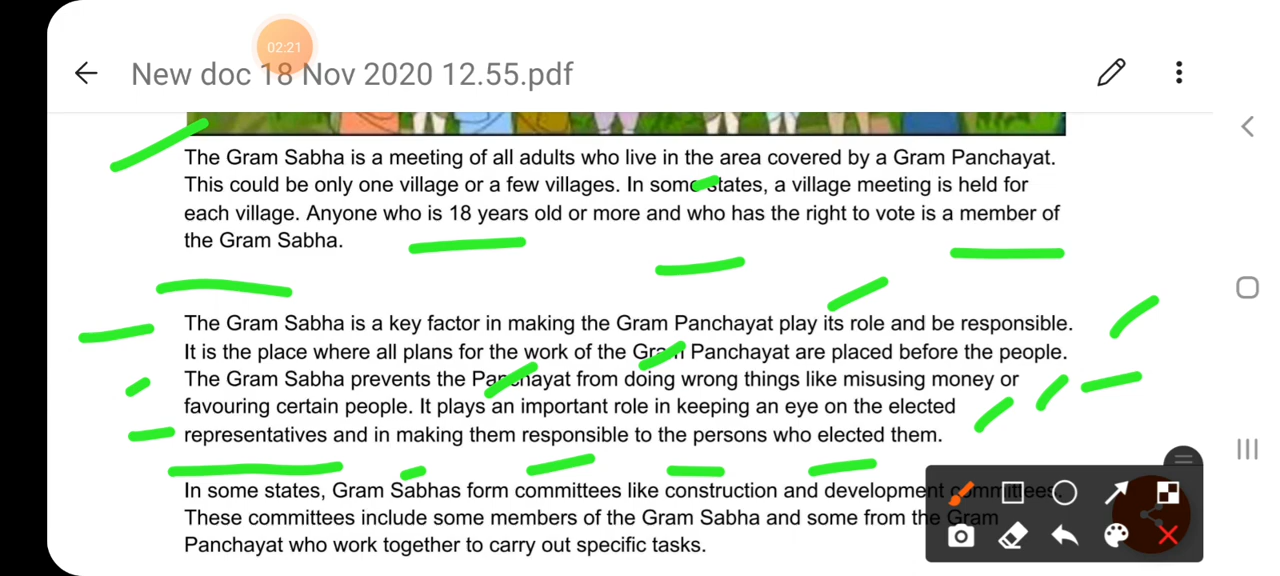 02:21
New doc 18 Nov 2020 12.55.pdf
The Gram Sabha is a meeting of all adults who live in the area covered by a Gram Panchayat.
This could be only one village or a few villages. In some states, a village meeting is held for
each village. Anyone who is 18 years old or more and who has the right to vote is a member of
the Gram Sabha.
The Gram Sabha is a key factor in making the Gram Panchayat play its role and be responsible.
It is the place where all plans for the work of the Gram Panchayat are placed before the people.
The Gram Sabha prevents the Panchayat from doing wrong things like misusing money or
favouring certain people. It plays an important role in keeping an eye on the elected
representatives and in making them responsible to the persons who elected them.
In some states, Gram Sabhas form committees like construction and development committees.
These committees include some members of the Gram Sabha and some from the Gram
Panchayat who work together to carry out specific tasks.